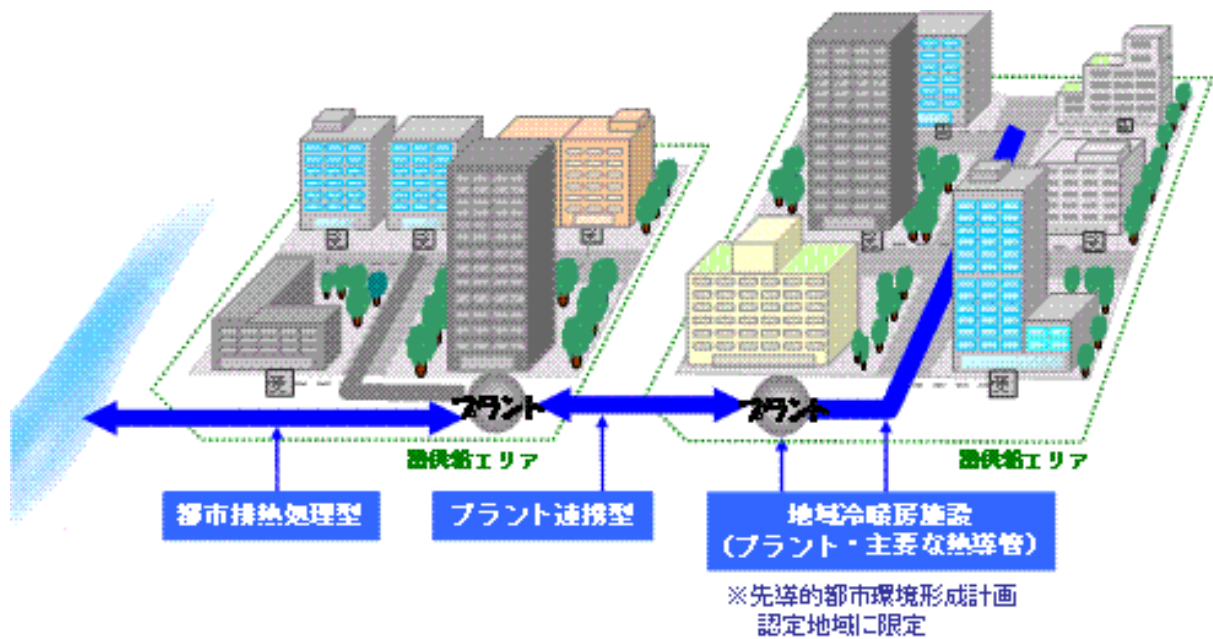 プラント
プラント
熱供給エリア
熱供給エリア
都市排熱処理型
プラント連携型
地域冷暖房施設
(プラント・主要な熱導管)
※先導的都市環境形成計画
認定地域に限定